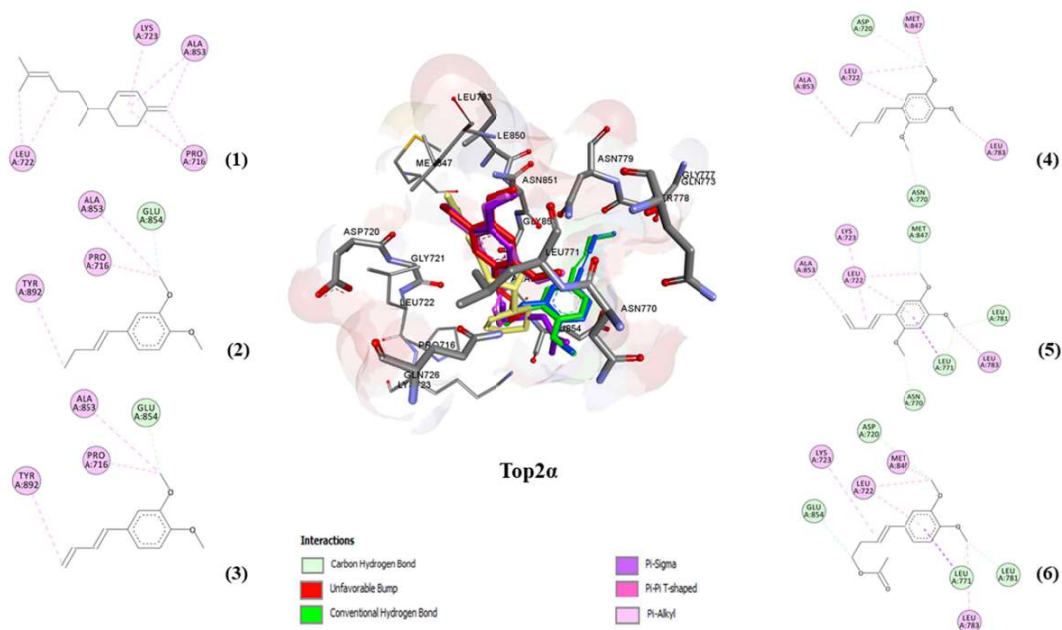 LYS
A:723
ALA
A:853
LEU
A:722
PRO
A:716
(1)
ALA
A:853
GLU
A:854
PRO
A:716
TYR
A:892
(2)
ALA
A:853
GLU
A:854
PRO
A:716
TYR
A:892
(3)
ILE850
ASN851
ASN779
GLY777
GLN773
ASP720
GLY721
LEU771
LEU722
ASN770
PRO716
GLN726
Top2α
Interactions
Carbon Hydrogen Bond
Unfavorable Bump
Conventional Hydrogen Bond
Pi-Sigma
Pi-Pi T-shaped
Pi-Alkyl
ASP
A:720
MET
A:847
ALA
A:853
LEU
A:722
LEU
A:783
ASN
A:770
(4)
LYS
A:723
MET
A:847
ALA
A:853
LEU
A:722
LEU
A:781
LEU
A:771
LEU
A:783
ASN
A:770
(5)
ASP
A:720
LYS
A:723
MET
LEU
A:722
GLU
A:854
LEU
A:771
LEU
A:781
LEU
A:783
(6)
O
O
O
O
O
O
O
O
O
O
O
O
O
O